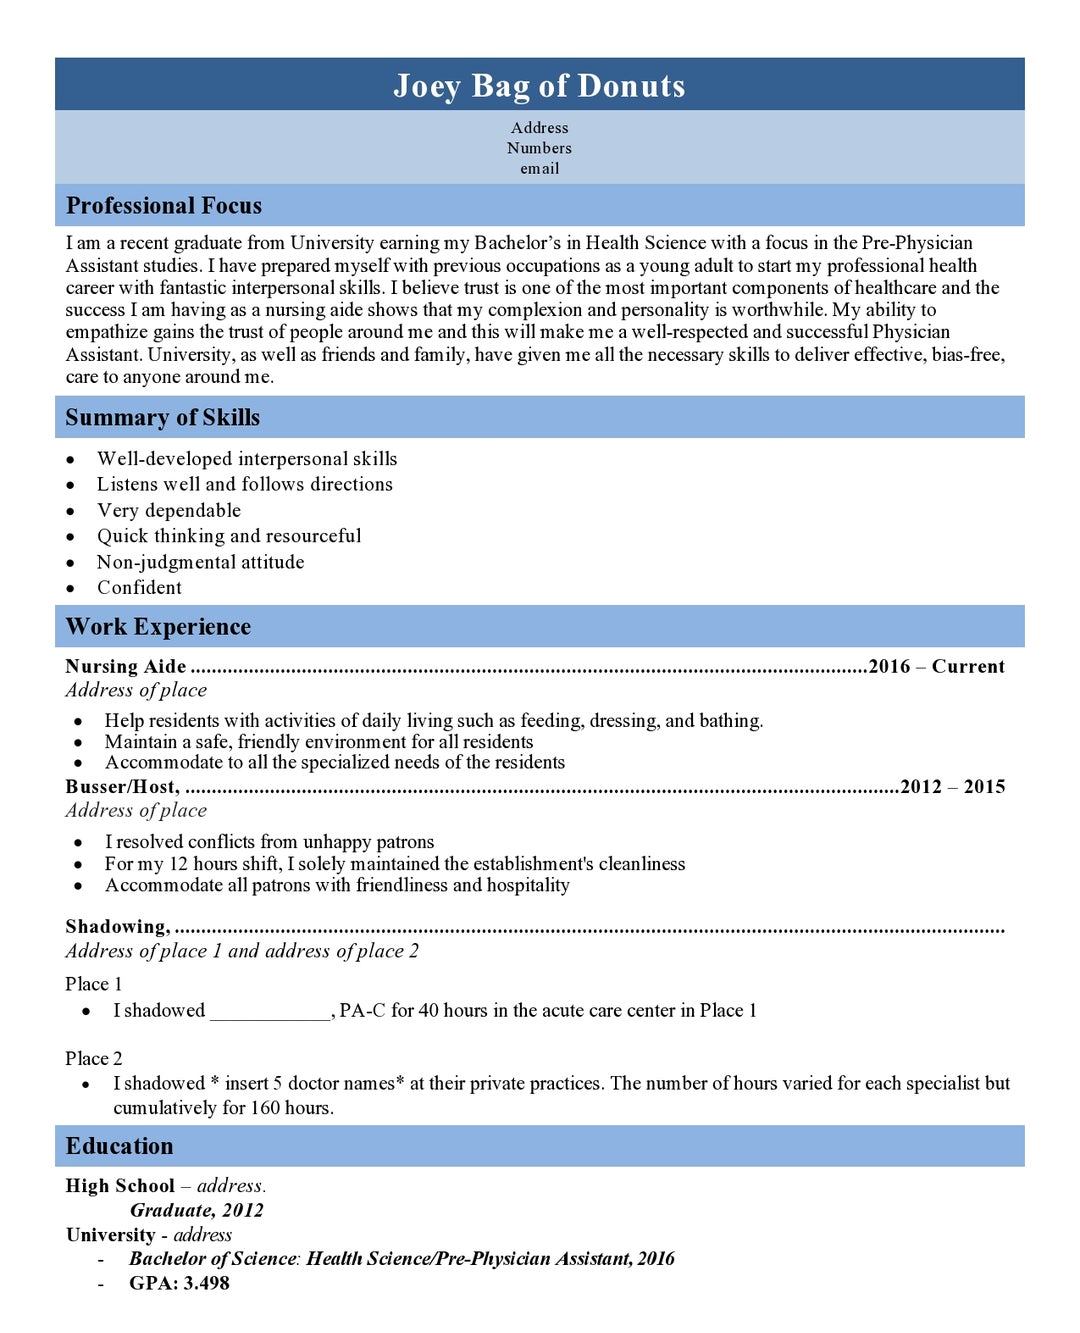 Joey Bag of Donuts
Address
Numbers
email
Professional Focus
I am a recent graduate from University earning my Bachelor’s in Health Science with a focus in the Pre-Physician
Assistant studies. I have prepared myself with previous occupations as a young adult to start my professional health
career with fantastic interpersonal skills. I believe trust is one of the most important components of healthcare and the
success I am having as a nursing aide shows that my complexion and personality is worthwhile. My ability to
empathize gains the trust of people around me and this will make me a well-respected and successful Physician
Assistant. University, as well as friends and family, have given me all the necessary skills to deliver effective, bias-free,
care to anyone around me.
Summary of Skills
• Well-developed interpersonal skills
• Listens well and follows directions
• Very dependable
• Quick thinking and resourceful
• Non-judgmental attitude
• Confident
Work Experience
Nursing Aide ........................................................................................................................2016 – Current
Address of place
• Help residents with activities of daily living such as feeding, dressing, and bathing.
• Maintain a safe, friendly environment for all residents
• Accommodate to all the specialized needs of the residents
Busser/Host, ........................................................................................................................2012 – 2015
Address of place
• I resolved conflicts from unhappy patrons
• For my 12 hours shift, I solely maintained the establishment's cleanliness
• Accommodate all patrons with friendliness and hospitality
Shadowing, ........................................................................................................................
Address of place 1 and address of place 2
Place 1
• I shadowed ____________, PA-C for 40 hours in the acute care center in Place 1
Place 2
• I shadowed * insert 5 doctor names* at their private practices. The number of hours varied for each specialist but
cumulatively for 160 hours.
Education
High School – address.
Graduate, 2012
University - address
- Bachelor of Science: Health Science/Pre-Physician Assistant, 2016
- GPA: 3.498